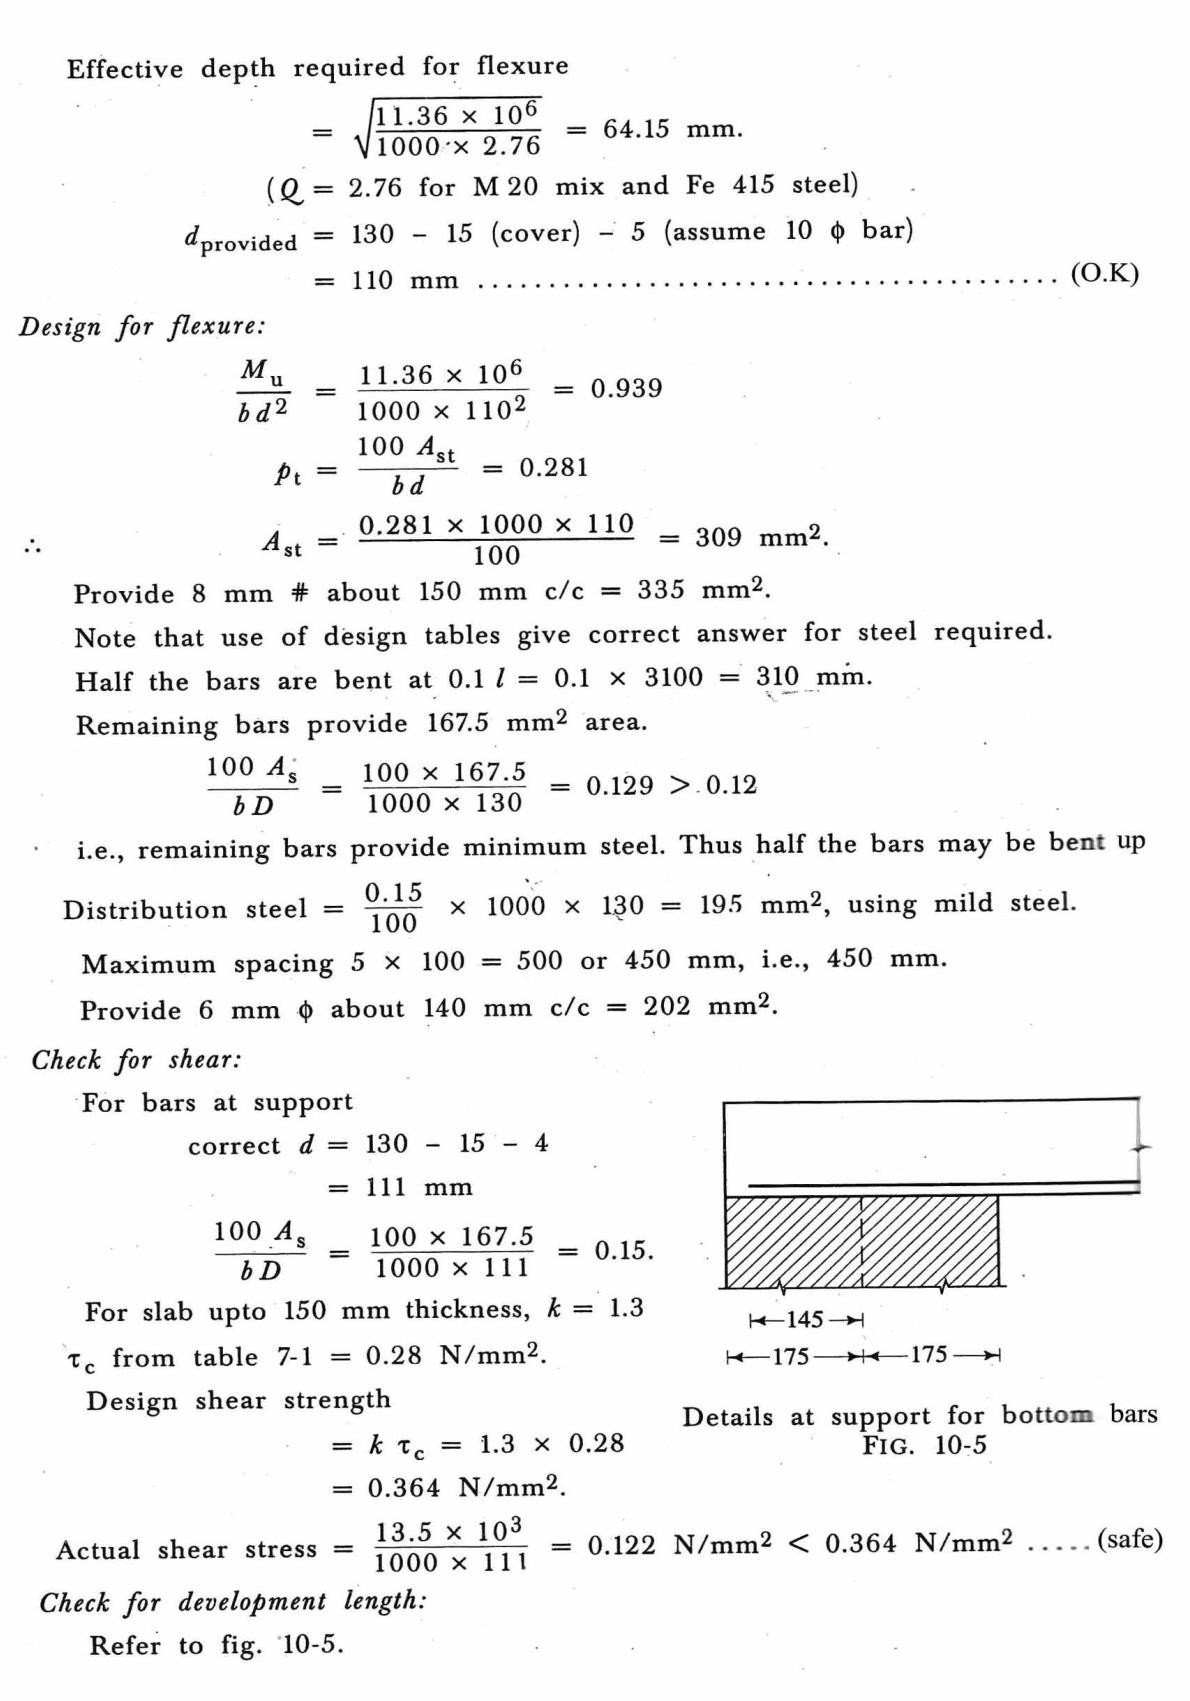 Effective depth required for flexure
= √(11.36 × 10⁶ / 1000 × 2.76) = 64.15 mm.
(Q = 2.76 for M 20 mix and Fe 415 steel)
d_provided = 130 – 15 (cover) – 5 (assume 10 ϕ bar)
= 110 mm ......................................... (O.K)
Design for flexure:
M_u / b d² = 11.36 × 10⁶ / 1000 × 110² = 0.939
p_t = 100 A_st / b d = 0.281
∴ A_st = 0.281 × 1000 × 110 / 100 = 309 mm².
Provide 8 mm # about 150 mm c/c = 335 mm².
Note that use of design tables give correct answer for steel required.
Half the bars are bent at 0.1 l = 0.1 × 3100 = 310 mm.
Remaining bars provide 167.5 mm² area.
100 A_s / b D = 100 × 167.5 / 1000 × 130 = 0.129 > 0.12
i.e., remaining bars provide minimum steel. Thus half the bars may be bent up
Distribution steel = 0.15 / 100 × 1000 × 130 = 195 mm², using mild steel.
Maximum spacing 5 × 100 = 500 or 450 mm, i.e., 450 mm.
Provide 6 mm ϕ about 140 mm c/c = 202 mm².
Check for shear:
For bars at support
correct d = 130 – 15 – 4
= 111 mm
100 A_s / b D = 100 × 167.5 / 1000 × 111 = 0.15.
For slab upto 150 mm thickness, k = 1.3
τ_c from table 7-1 = 0.28 N/mm².
Design shear strength
= k τ_c = 1.3 × 0.28
= 0.364 N/mm².
145
175 175
Details at support for bottom bars
FIG. 10-5
Actual shear stress = 13.5 × 10³ / 1000 × 111 = 0.122 N/mm² < 0.364 N/mm² ..... (safe)
Check for development length:
Refer to fig. 10-5.